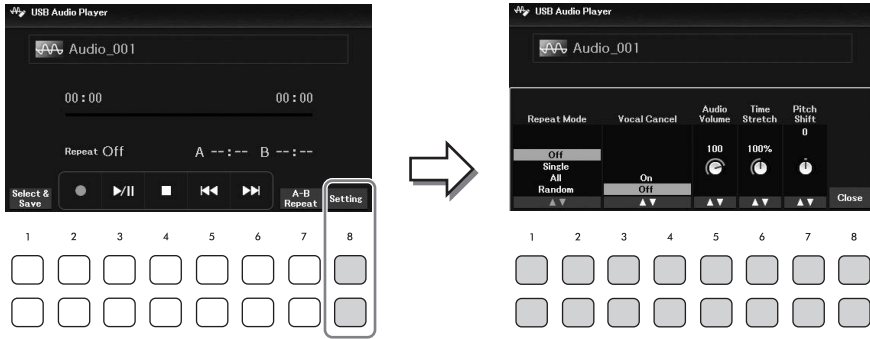 USB Audio Player
Audio_001
00:00 00:00
Repeat Off A --:-- B --:--
Select & Save
A-B Repeat
Setting
1 2 3 4 5 6 7 8
USB Audio Player
Audio_001
Repeat Mode
Off
Single
All
Random
Vocal Cancel
On
Off
Audio Volume
100
Time Stretch
100%
Pitch Shift
0
Close
1 2 3 4 5 6 7 8